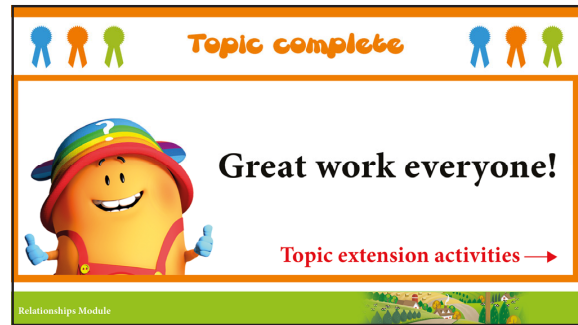 Topic complete
?
Great work everyone!
Topic extension activities →
Relationships Module